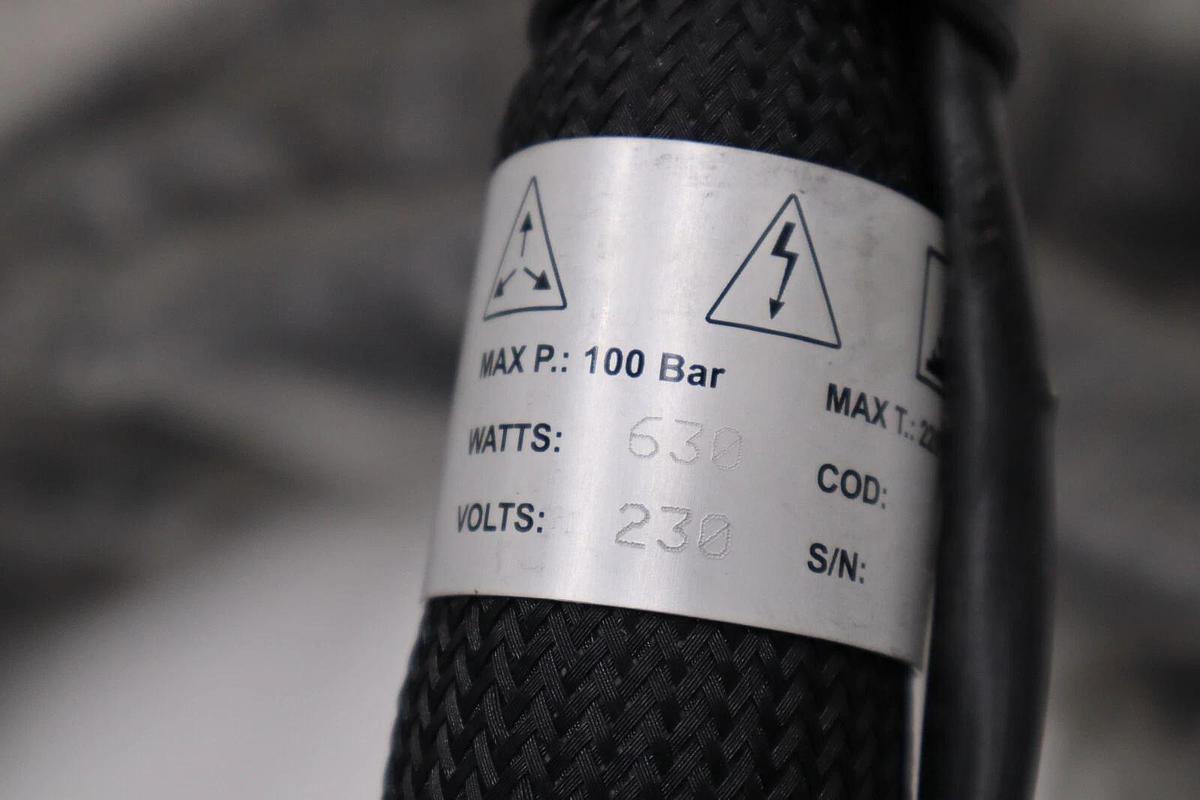 MAX P.: 100 Bar
MAX T.:
WATTS: 630
COD:
VOLTS: 230
S/N: